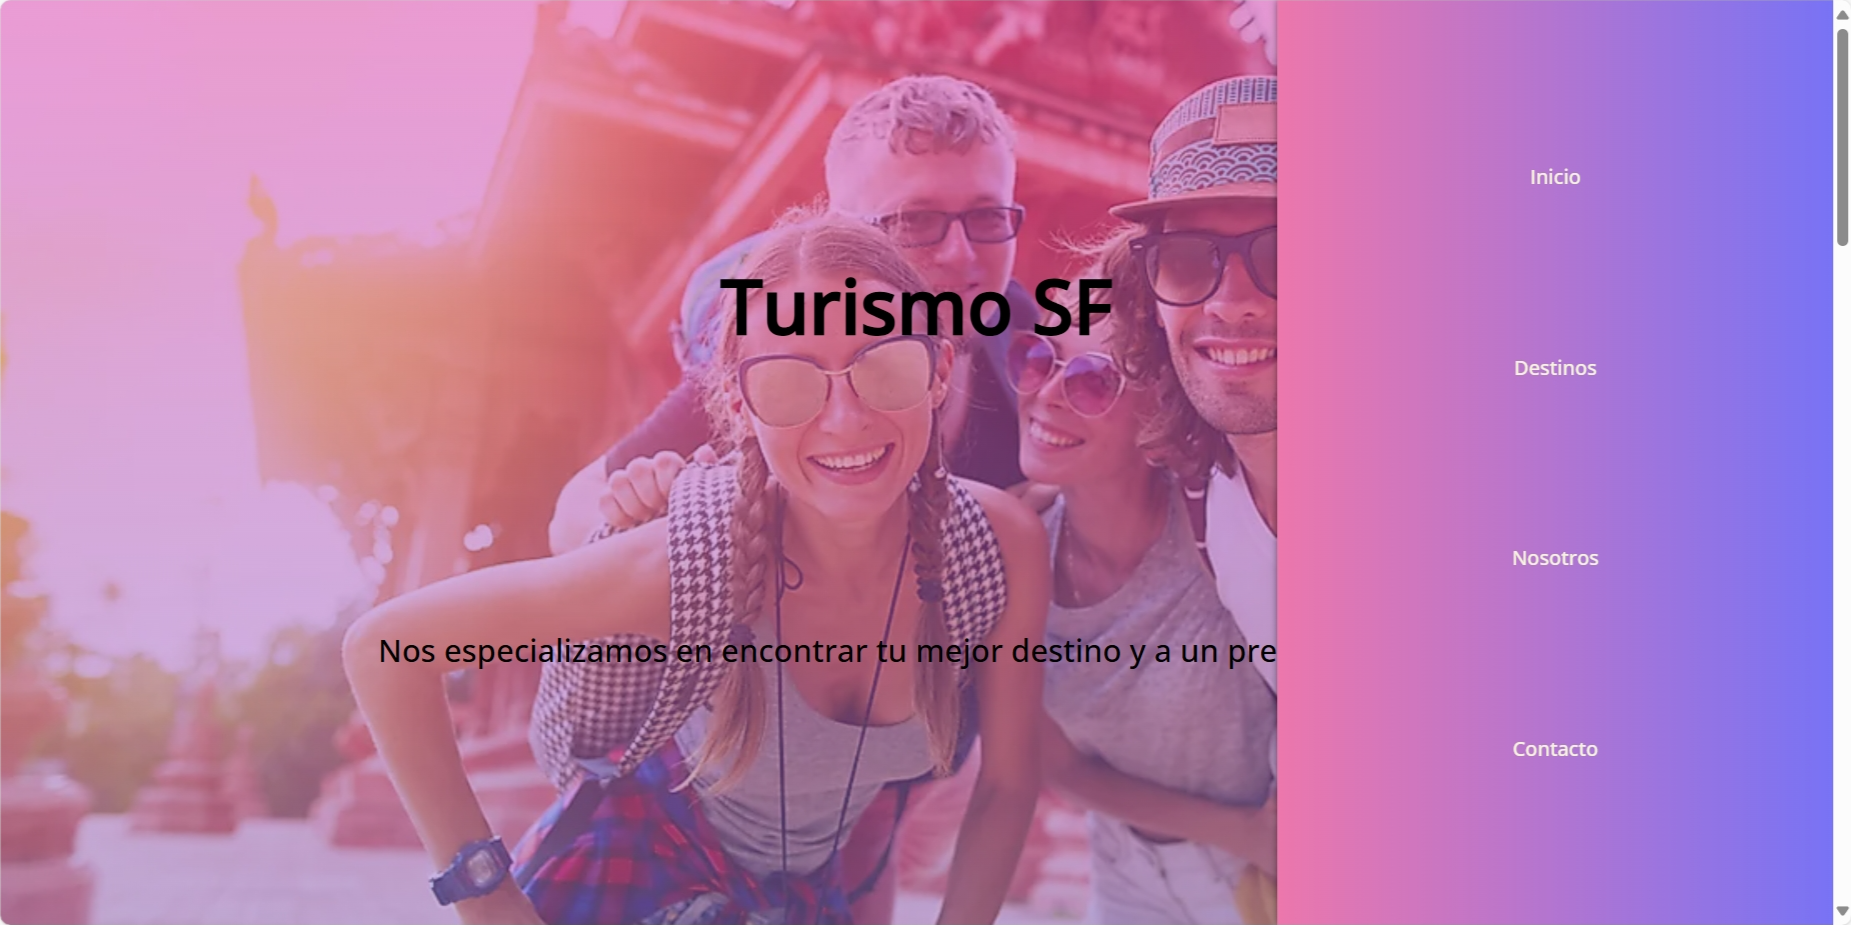 Turismo SF
Nos especializamos en encontrar tu mejor destino y a un pre
Inicio
Destinos
Nosotros
Contacto